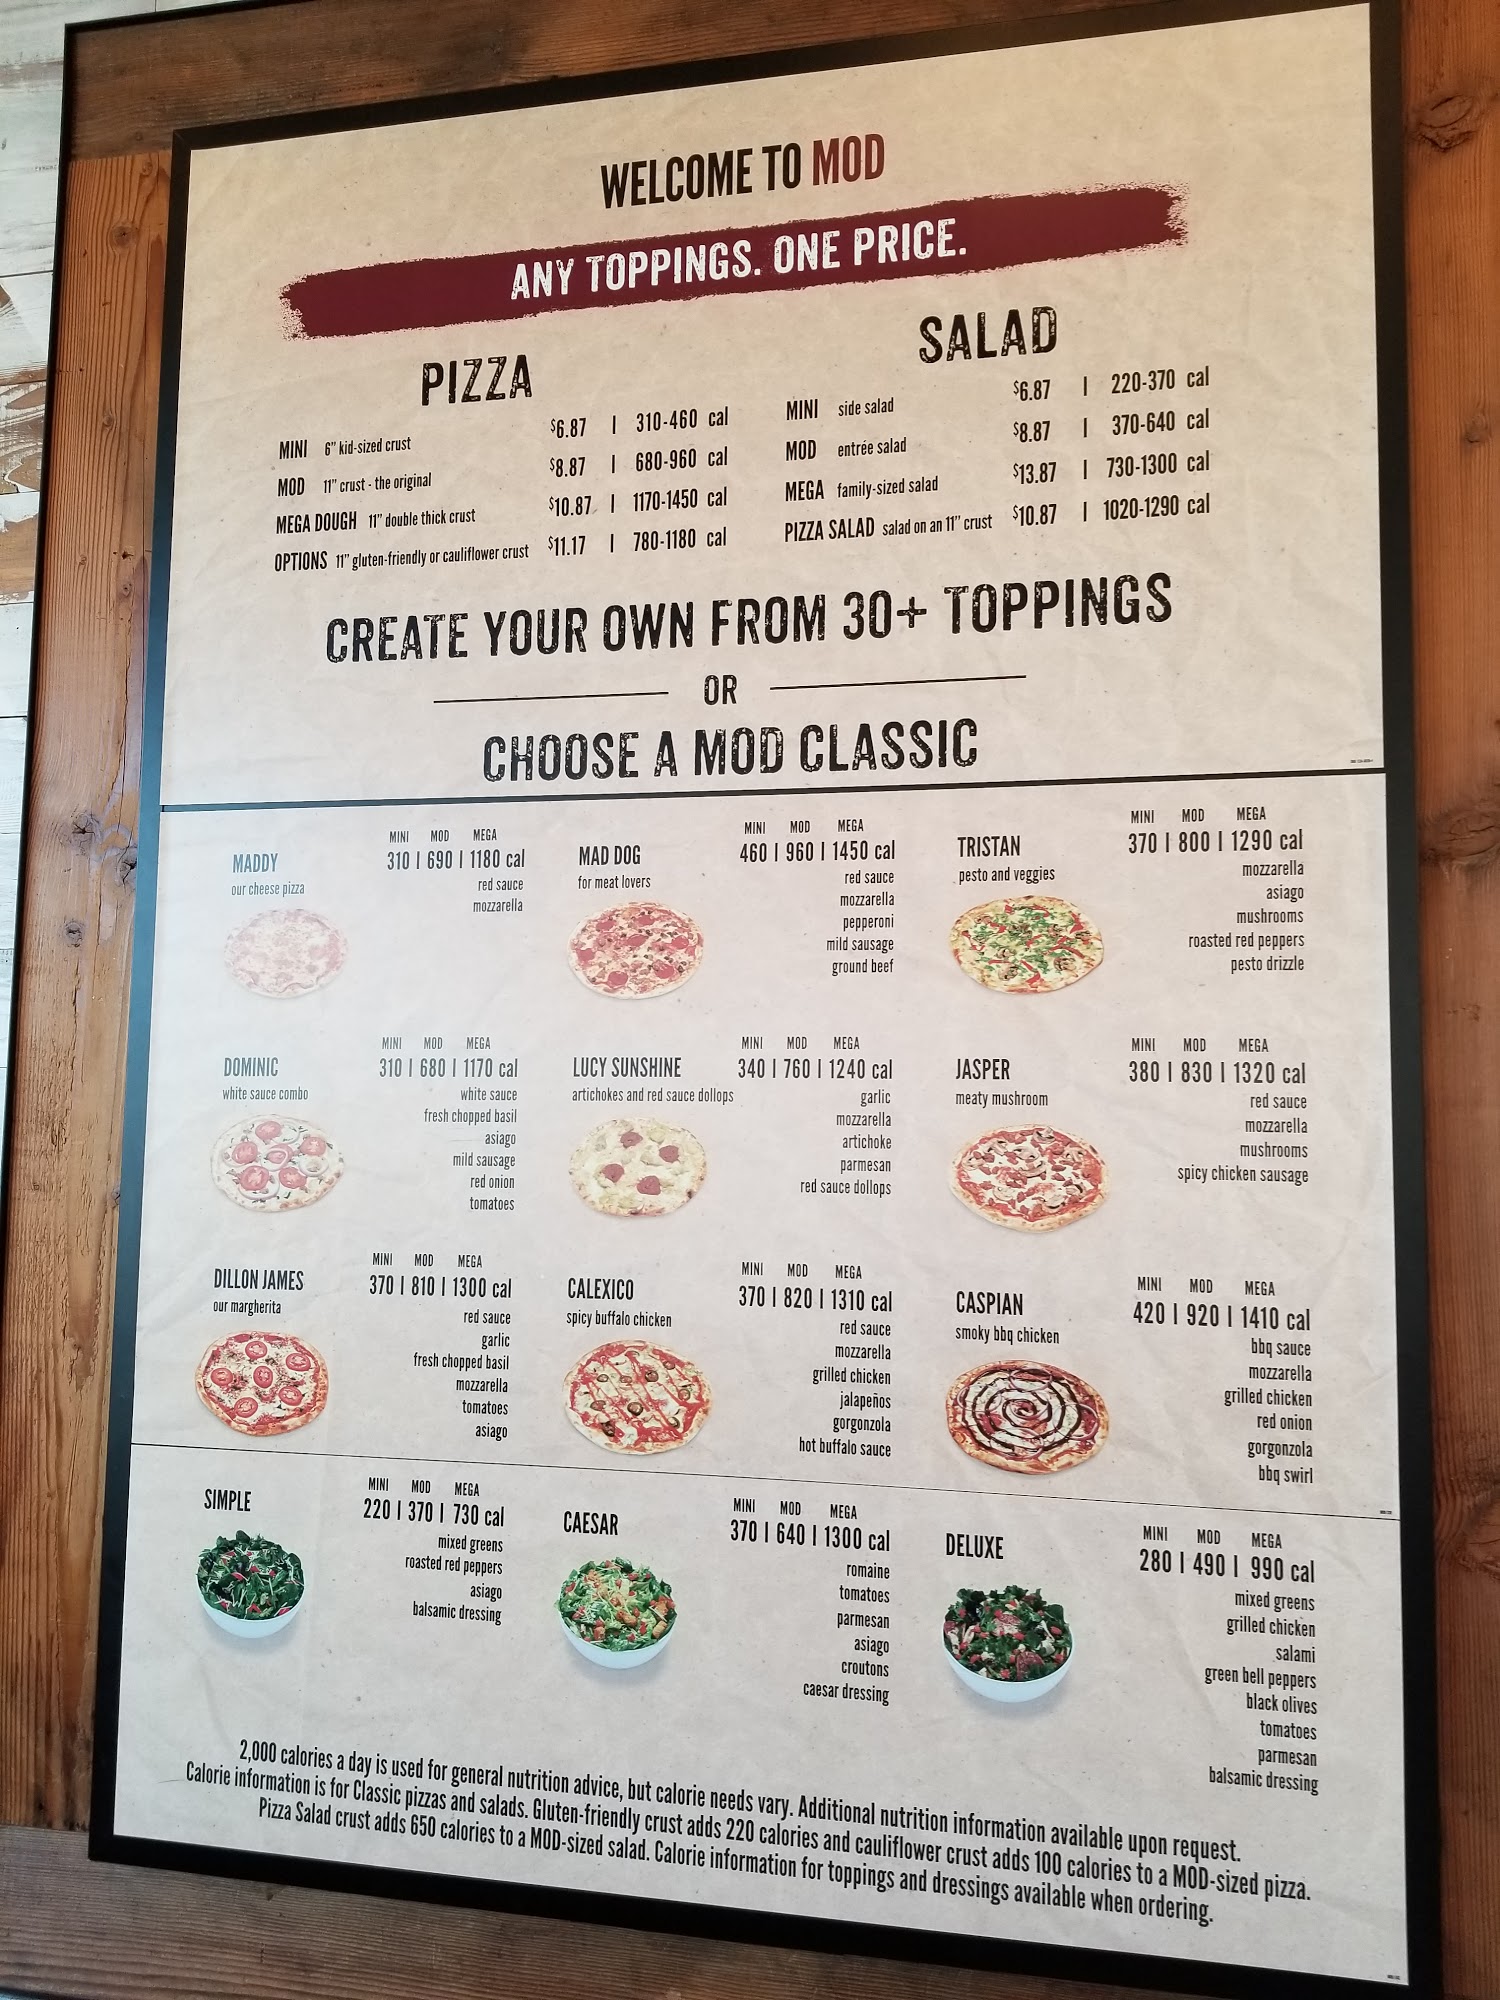 WELCOME TO MOD
ANY TOPPINGS. ONE PRICE.
PIZZA
MINI 6" kid-sized crust $6.87 | 310-460 cal
MOD 11" crust - the original $8.87 | 680-960 cal
MEGA DOUGH 11" double thick crust $10.87 | 1170-1450 cal
OPTIONS 11" gluten-friendly or cauliflower crust $11.17 | 780-1180 cal
SALAD
MINI side salad $6.87 | 220-370 cal
MOD entrée salad $8.87 | 370-640 cal
MEGA family-sized salad $13.87 | 730-1300 cal
PIZZA SALAD salad on an 11" crust $10.87 | 1020-1290 cal
CREATE YOUR OWN FROM 30+ TOPPINGS
OR
CHOOSE A MOD CLASSIC
MADDY
our cheese pizza
MINI MOD MEGA
310 | 690 | 1180 cal
red sauce
mozzarella
MAD DOG
for meat lovers
MINI MOD MEGA
460 | 960 | 1450 cal
red sauce
mozzarella
pepperoni
mild sausage
ground beef
TRISTAN
pesto and veggies
MINI MOD MEGA
370 | 800 | 1290 cal
mozzarella
asiago
mushrooms
roasted red peppers
pesto drizzle
DOMINIC
white sauce combo
MINI MOD MEGA
310 | 680 | 1170 cal
white sauce
fresh chopped basil
asiago
mild sausage
red onion
tomatoes
LUCY SUNSHINE
artichokes and red sauce dollops
MINI MOD MEGA
340 | 760 | 1240 cal
garlic
mozzarella
artichoke
parmesan
red sauce dollops
JASPER
meaty mushroom
MINI MOD MEGA
380 | 830 | 1320 cal
red sauce
mozzarella
mushrooms
spicy chicken sausage
DILLON JAMES
our margherita
MINI MOD MEGA
370 | 810 | 1300 cal
red sauce
garlic
fresh chopped basil
mozzarella
tomatoes
asiago
CALEXICO
spicy buffalo chicken
MINI MOD MEGA
370 | 820 | 1310 cal
red sauce
mozzarella
grilled chicken
jalapeños
gorgonzola
hot buffalo sauce
CASPIAN
smoky bbq chicken
MINI MOD MEGA
420 | 920 | 1410 cal
bbq sauce
mozzarella
grilled chicken
red onion
gorgonzola
bbq swirl
SIMPLE
MINI MOD MEGA
220 | 370 | 730 cal
mixed greens
roasted red peppers
asiago
balsamic dressing
CAESAR
MINI MOD MEGA
370 | 640 | 1300 cal
romaine
tomatoes
parmesan
asiago
croutons
caesar dressing
DELUXE
MINI MOD MEGA
280 | 490 | 990 cal
mixed greens
grilled chicken
salami
green bell peppers
black olives
tomatoes
parmesan
balsamic dressing
2,000 calories a day is used for general nutrition advice, but calorie needs vary. Additional nutrition information available upon request.
Calorie information is for Classic pizzas and salads. Gluten-friendly crust adds 220 calories and cauliflower crust adds 100 calories to a MOD-sized pizza.
Pizza Salad crust adds 650 calories to a MOD-sized salad. Calorie information for toppings and dressings available when ordering.